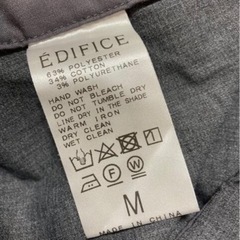 ÉDIFICE
63% POLYESTER
34% COTTON
3% POLYURETHANE
HAND WASH
DO NOT BLEACH
DO NOT TUMBLE DRY
LINE DRY IN THE SHADE
WARM IRON
DRY CLEAN
WET CLEAN
M
MADE IN CHINA